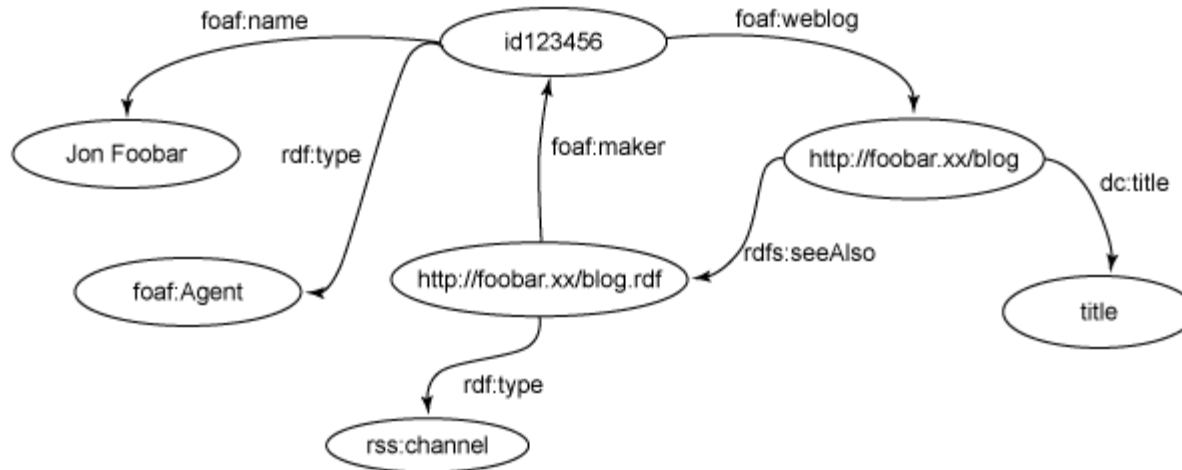 foaf:name
id123456
foaf:weblog
Jon Foobar
rdf:type
foaf:maker
http://foobar.xx/blog
dc:title
rdfs:seeAlso
foaf:Agent
http://foobar.xx/blog.rdf
title
rdf:type
rss:channel